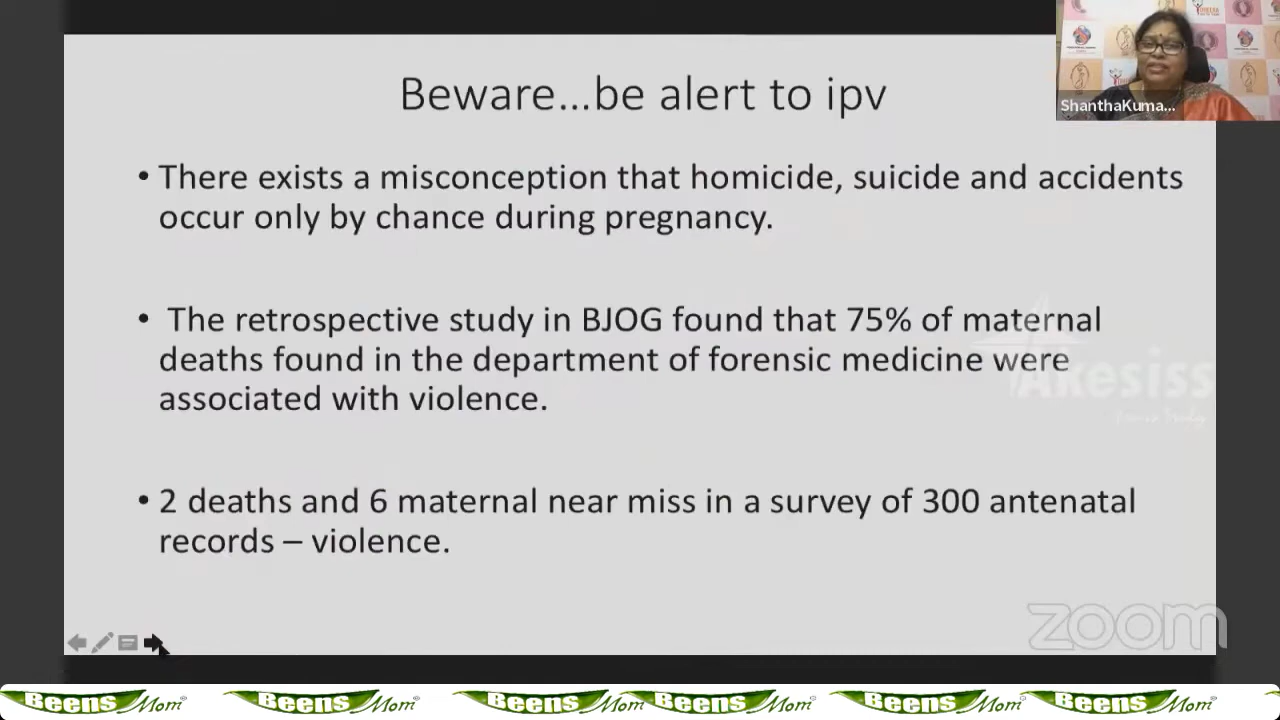 Beware...be alert to ipv
ShanthaKuma...
• There exists a misconception that homicide, suicide and accidents
occur only by chance during pregnancy.
• The retrospective study in BJOG found that 75% of maternal
deaths found in the department of forensic medicine were
associated with violence.
Akesiss
• 2 deaths and 6 maternal near miss in a survey of 300 antenatal
records – violence.
zoom
Beens Mom Beens Mom Beens Mom Beens Mom Beens Mom